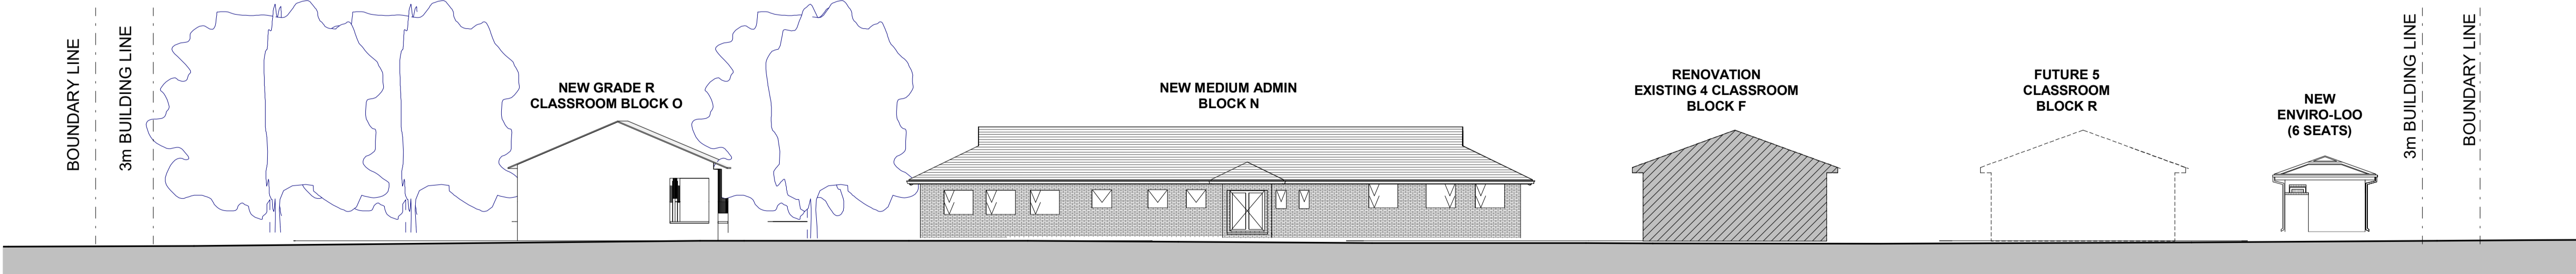 BOUNDARY LINE
3m BUILDING LINE
NEW GRADE R
CLASSROOM BLOCK O
NEW MEDIUM ADMIN
BLOCK N
RENOVATION
EXISTING 4 CLASSROOM
BLOCK F
FUTURE 5
CLASSROOM
BLOCK R
NEW
ENVIRO-LOO
(6 SEATS)
3m BUILDING LINE
BOUNDARY LINE